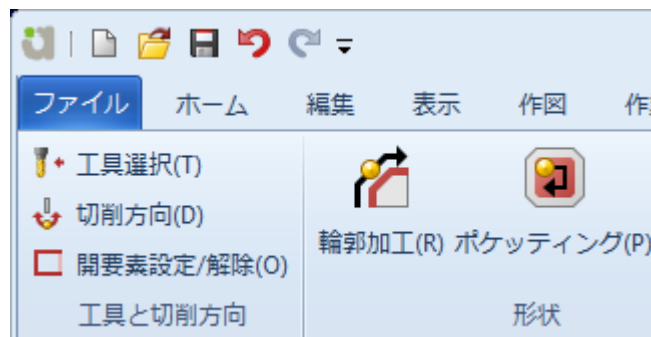 ファイル ホーム 編集 表示 作図
工具選択(T)
切削方向(D)
開要素設定/解除(O)
工具と切削方向
輪郭加工(R) ポケッティング(P)
形状